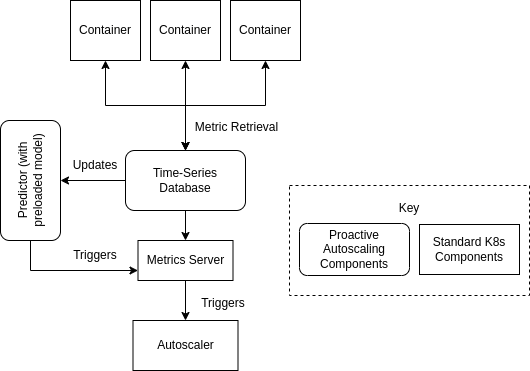 Container
Container
Container
Metric Retrieval
Predictor (with
preloaded model)
Updates
Time-Series
Database
Triggers
Metrics Server
Triggers
Autoscaler
Key
Proactive
Autoscaling
Components
Standard K8s
Components